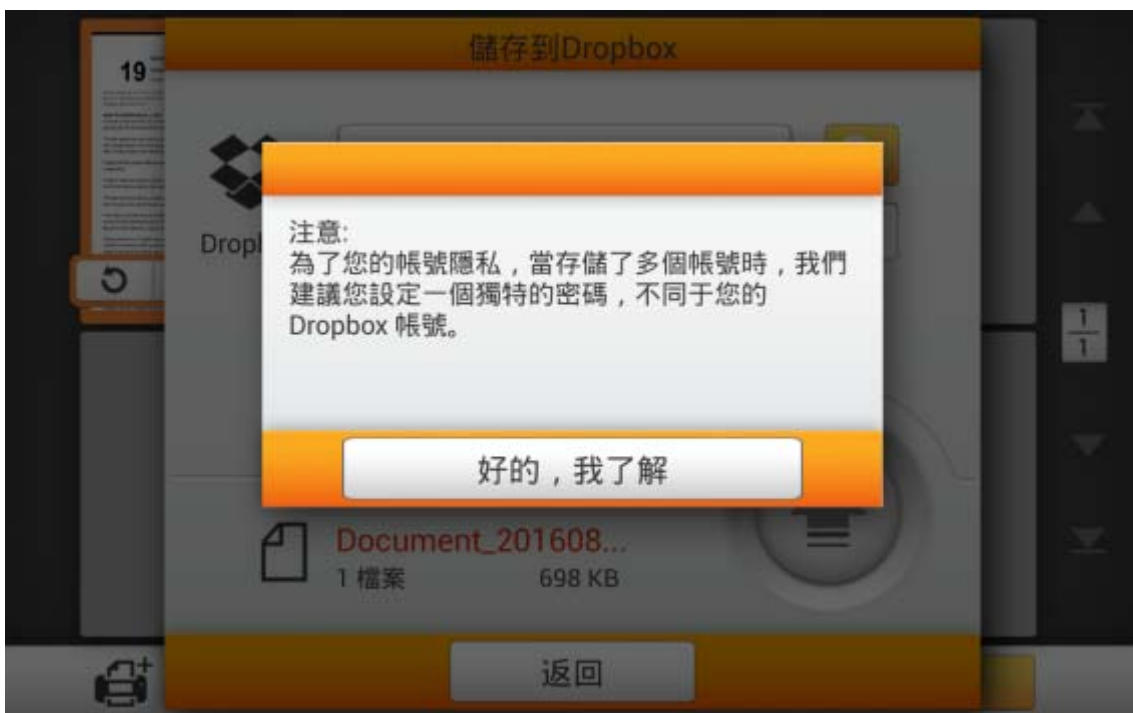 儲存到Dropbox
19
Drop
注意:
為了您的帳號隱私，當存儲了多個帳號時，我們
建議您設定一個獨特的密碼，不同于您的
Dropbox 帳號。
1
1
好的，我了解
Document_201608...
1 檔案 698 KB
返回